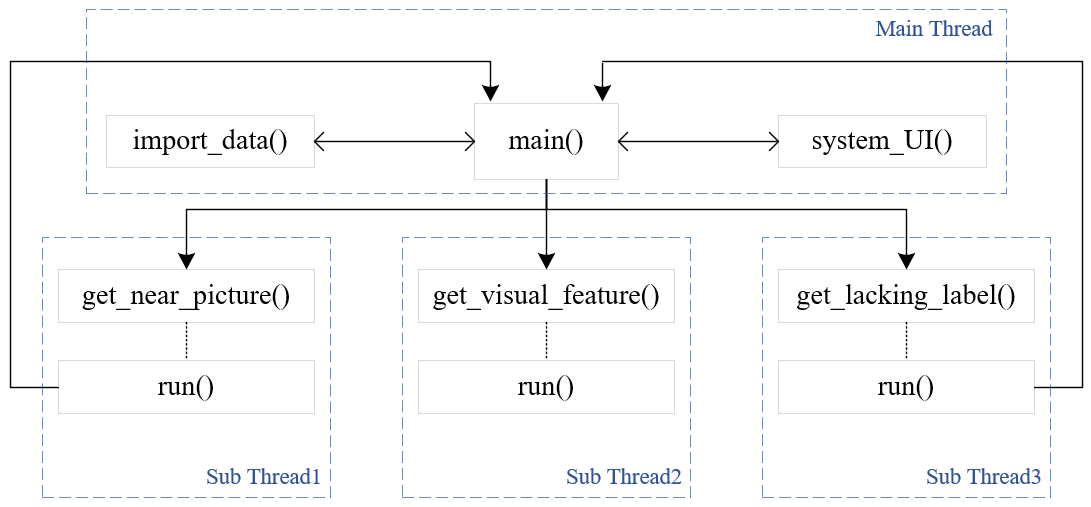 Main Thread
import_data()
main()
system_UI()
get_near_picture()
get_visual_feature()
get_lacking_label()
run()
run()
run()
Sub Thread1
Sub Thread2
Sub Thread3